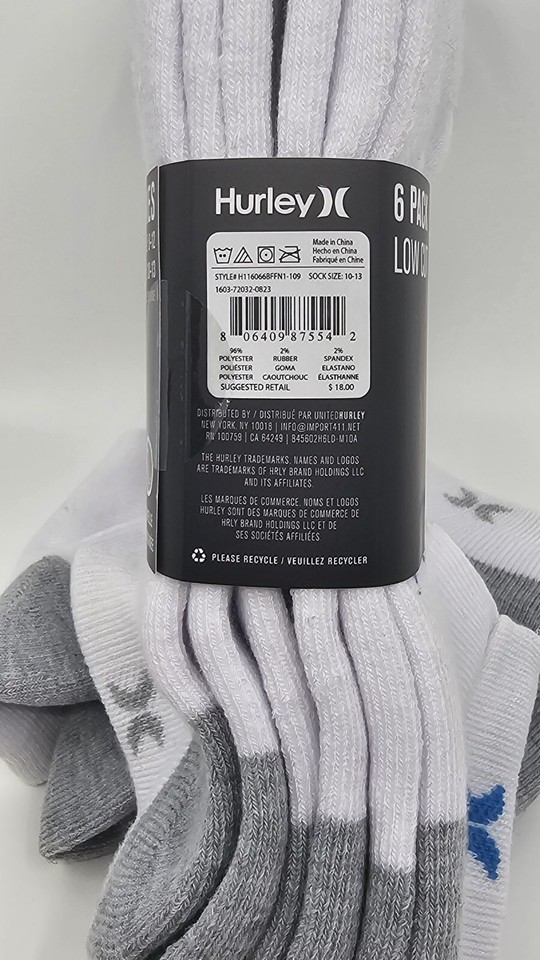 Hurley
6 PACK
LOW
Made in China
Hecho en China
Fabriqué en Chine
STYLE# H116066BFFN1-109 SOCK SIZE: 10-13
1603-72032-0823
8 06409 87554 2
96% 2% 2%
POLYESTER RUBBER SPANDEX
POLIÉSTER GOMA ELASTANO
POLYESTER CAOUTCHOUC ÉLASTHANNE
SUGGESTED RETAIL $ 18.00
DISTRIBUTED BY / DISTRIBUÉ PAR UNITEDHURLEY
NEW YORK, NY 10018 | INFO@IMPORT411.NET
RN 100759 | CA 64249 | B45602H6LD-M10A
THE HURLEY TRADEMARKS, NAMES AND LOGOS
ARE TRADEMARKS OF HRLY BRAND HOLDINGS LLC
AND ITS AFFILIATES.
LES MARQUES DE COMMERCE, NOMS ET LOGOS
HURLEY SONT DES MARQUES DE COMMERCE DE
HRLY BRAND HOLDINGS LLC ET DE
SES SOCIÉTÉS AFFILIÉES
PLEASE RECYCLE / VEUILLEZ RECYCLER